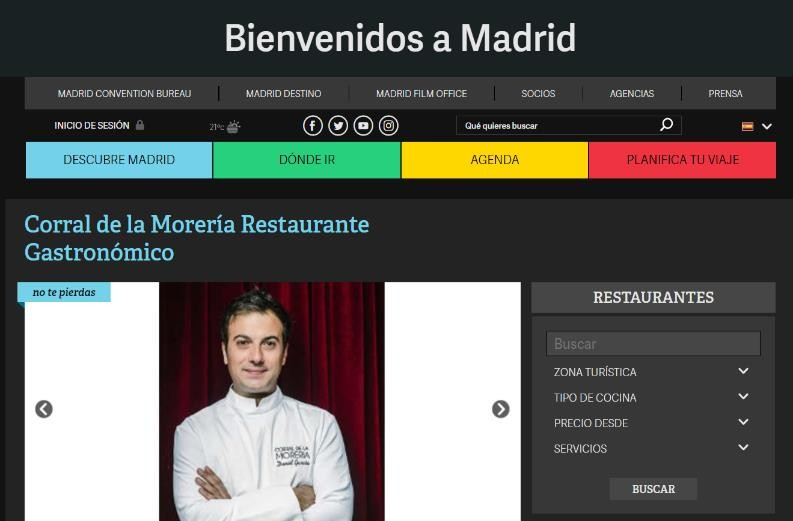 Bienvenidos a Madrid
MADRID CONVENTION BUREAU MADRID DESTINO MADRID FILM OFFICE SOCIOS AGENCIAS PRENSA
INICIO DE SESIÓN 21ºC Qué quieres buscar
DESCUBRE MADRID DÓNDE IR AGENDA PLANIFICA TU VIAJE
Corral de la Morería Restaurante
Gastronómico
no te pierdas
RESTAURANTES
Buscar
ZONA TURÍSTICA
TIPO DE COCINA
PRECIO DESDE
SERVICIOS
BUSCAR
CORRAL DE LA
MORERÍA
David García